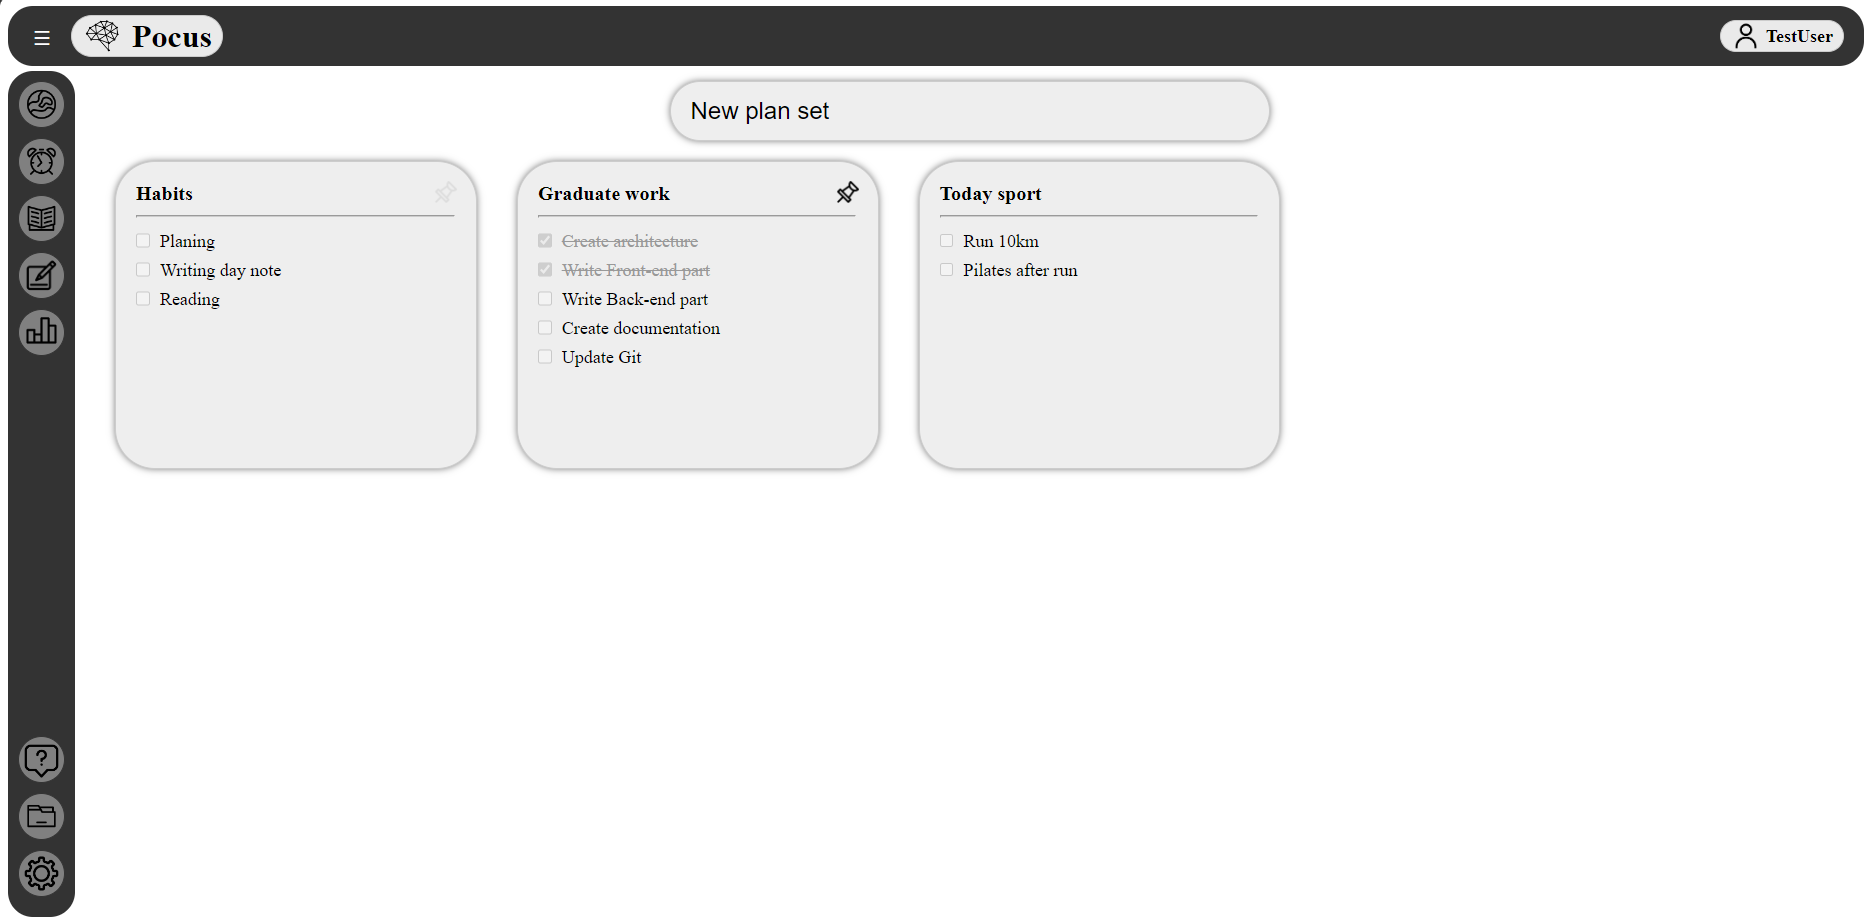 ☰ Pocus
TestUser
New plan set
Habits
Planing
Writing day note
Reading
Graduate work
Create architecture
Write Front-end part
Write Back-end part
Create documentation
Update Git
Today sport
Run 10km
Pilates after run
?